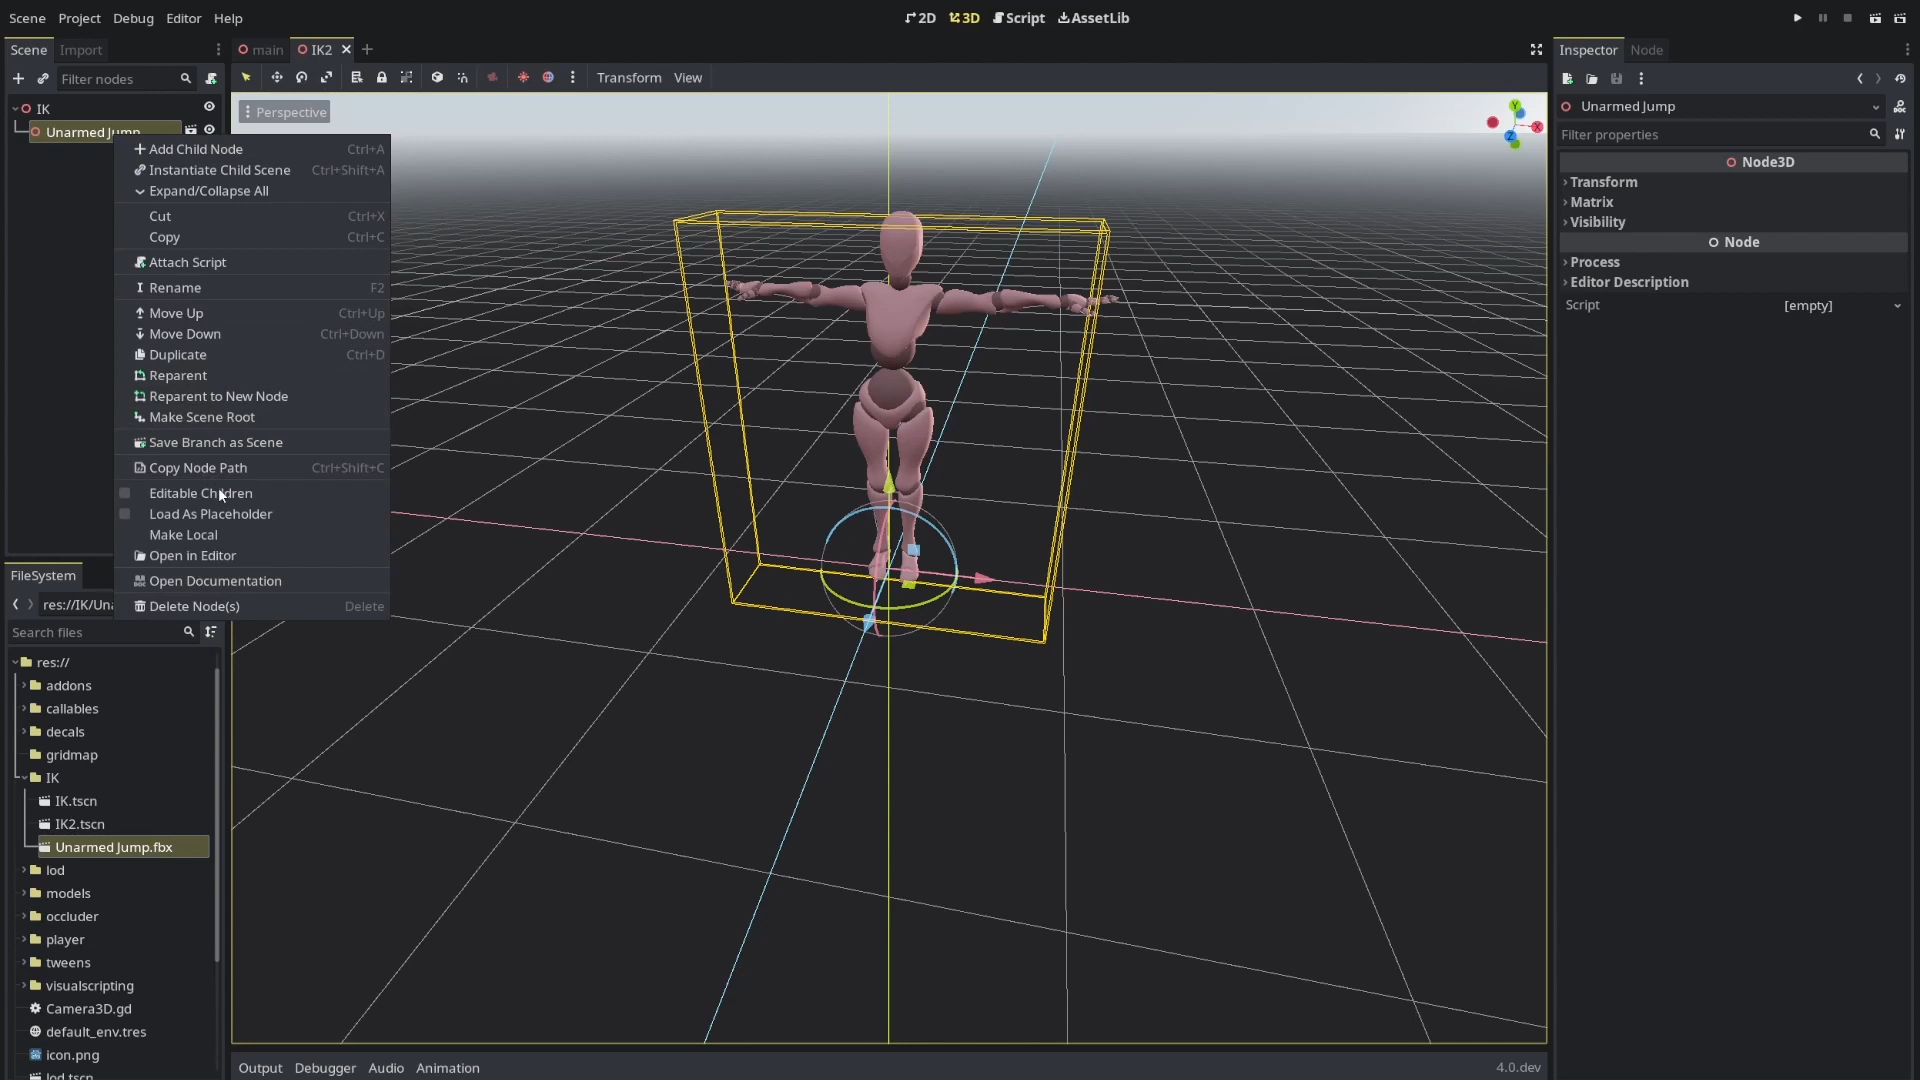 Scene Project Debug Editor Help
2D 3D Script AssetLib
Scene Import
main IK2
Inspector Node
Filter nodes
Transform View
IK
Unarmed Jump
Perspective
Y
X
Z
Unarmed Jump
Filter properties
Node3D
Transform
Matrix
Visibility
Node
Process
Editor Description
Script [empty]
Add Child Node Ctrl+A
Instantiate Child Scene Ctrl+Shift+A
Expand/Collapse All
Cut Ctrl+X
Copy Ctrl+C
Attach Script
Rename F2
Move Up Ctrl+Up
Move Down Ctrl+Down
Duplicate Ctrl+D
Reparent
Reparent to New Node
Make Scene Root
Save Branch as Scene
Copy Node Path Ctrl+Shift+C
Editable Children
Load As Placeholder
Make Local
Open in Editor
Open Documentation
Delete Node(s) Delete
FileSystem
res://IK/Una
Search files
res://
addons
callables
decals
gridmap
IK
IK.tscn
IK2.tscn
Unarmed Jump.fbx
lod
models
occluder
player
tweens
visualscripting
Camera3D.gd
default_env.tres
icon.png
lod.tscn
Output Debugger Audio Animation
4.0.dev